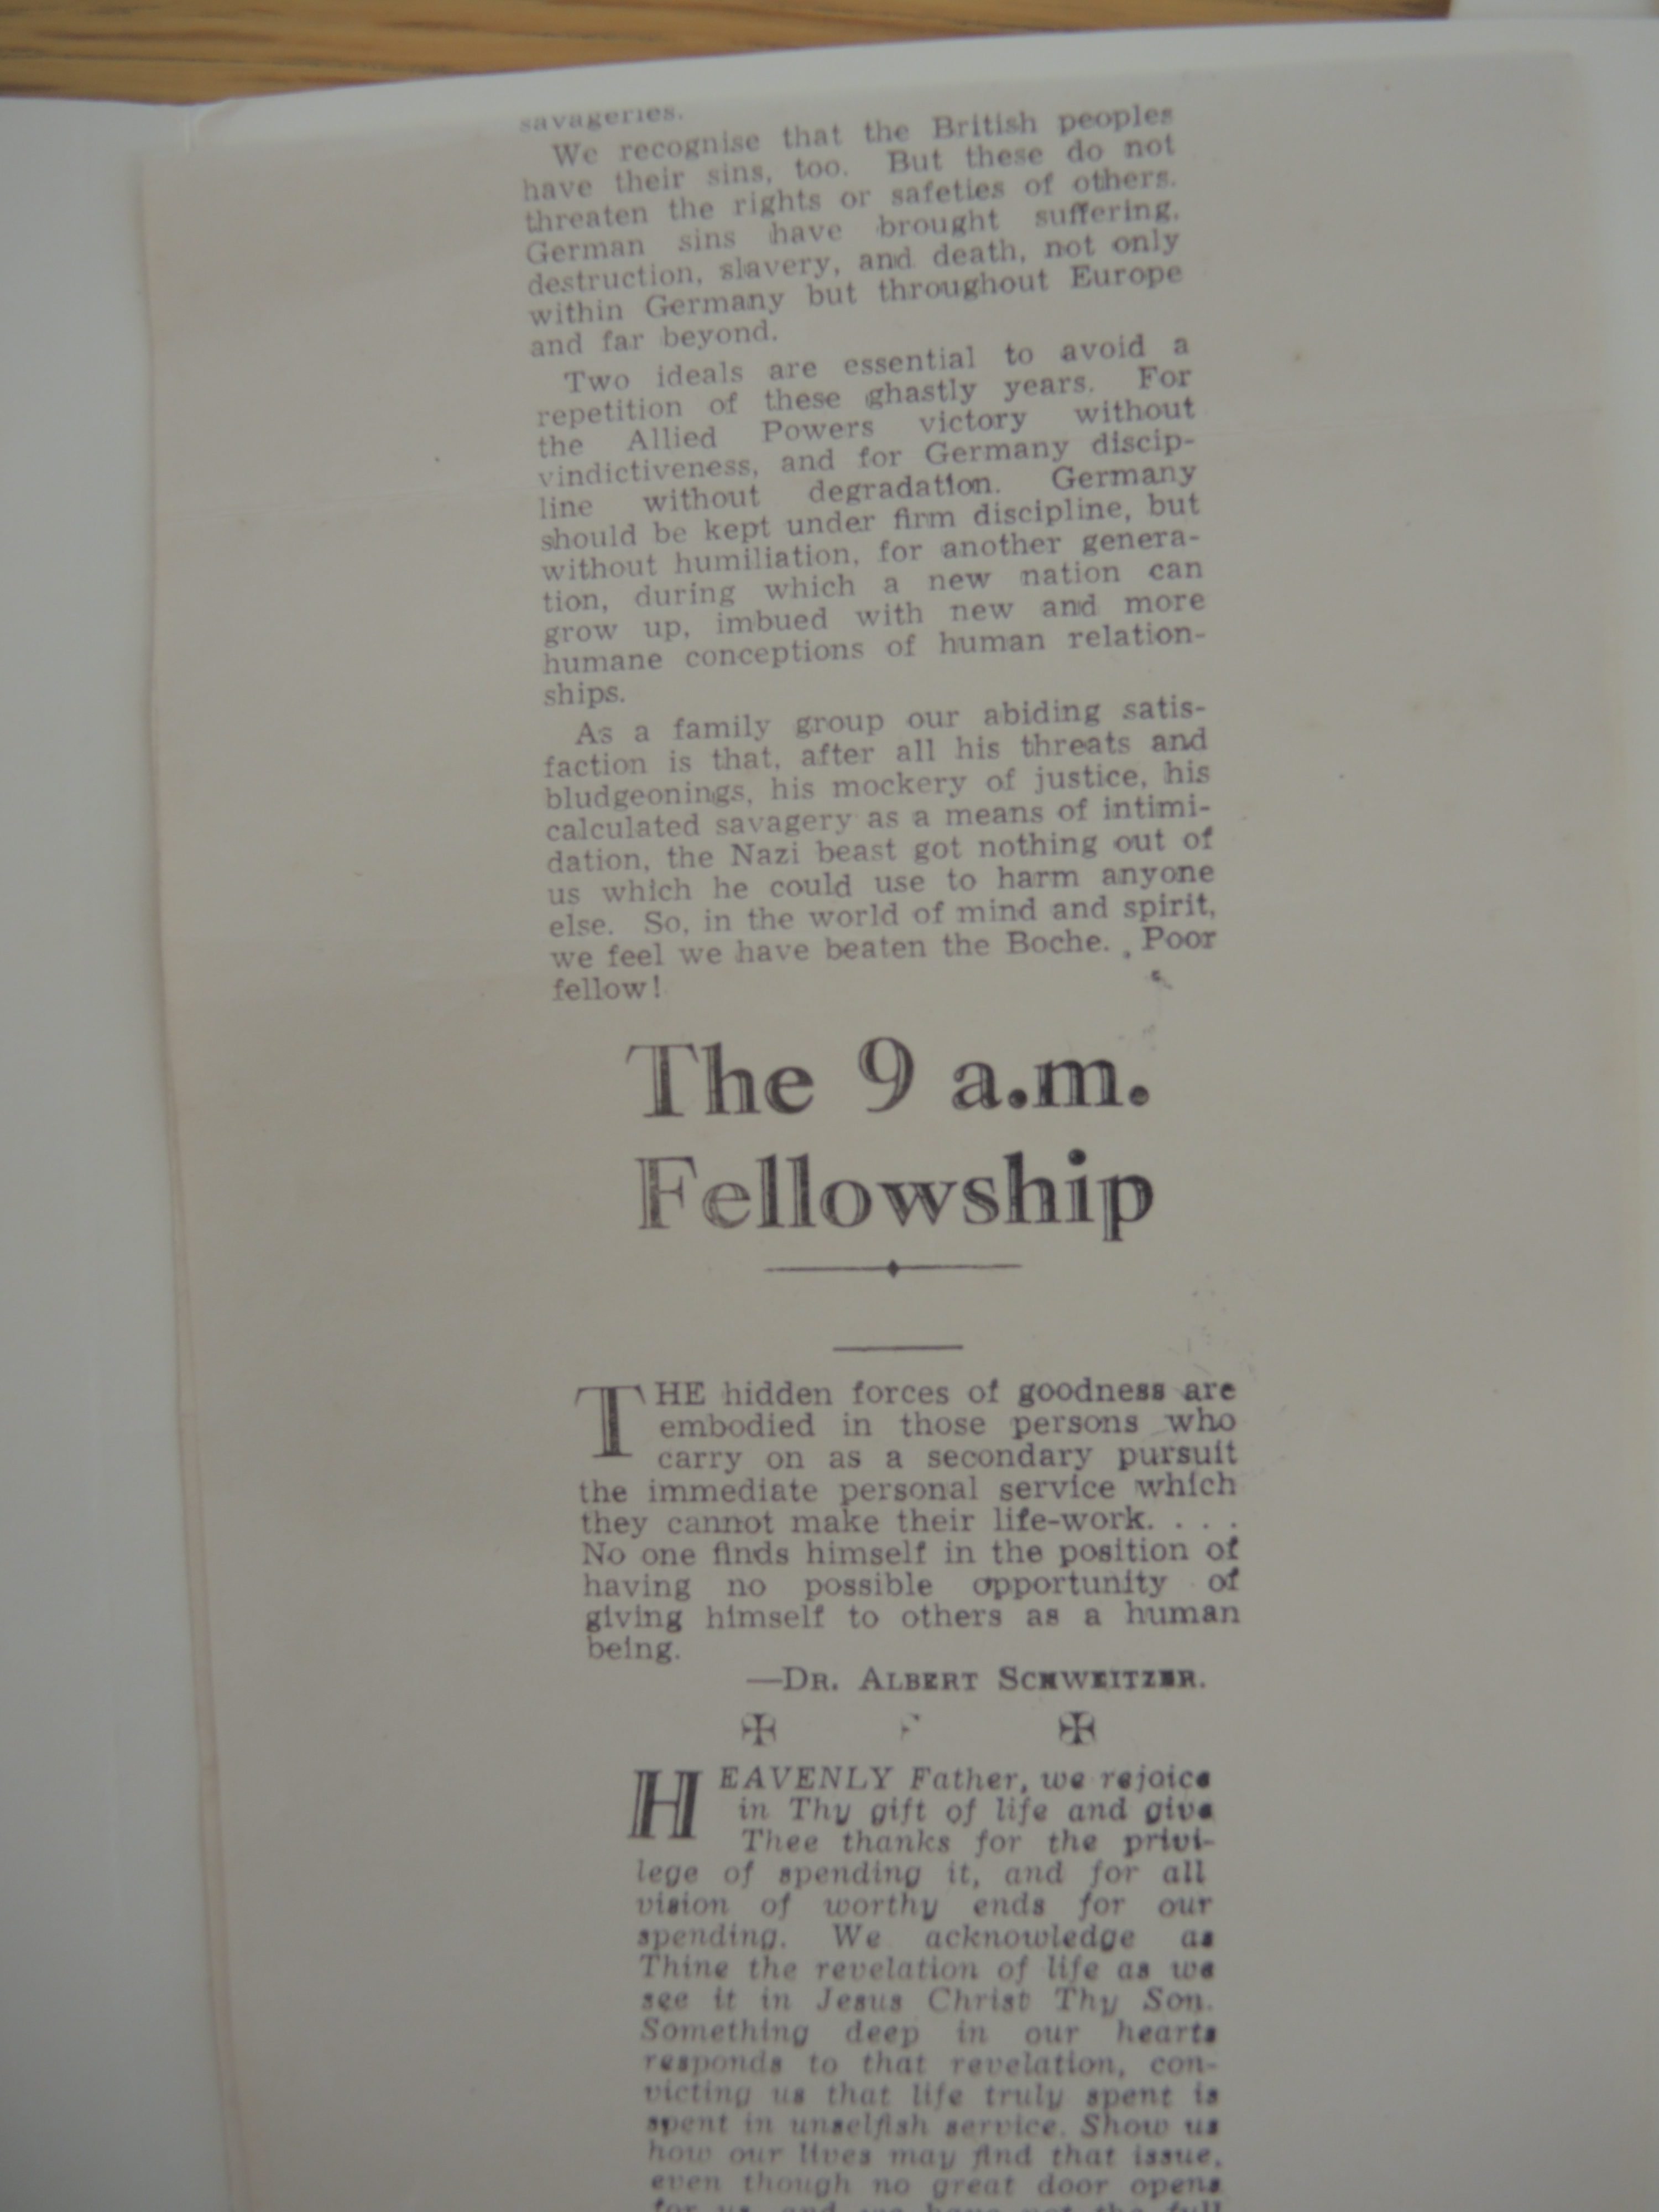 savageries.
We recognise that the British peoples
have their sins, too. But these do not
threaten the rights or safeties of others.
German sins have brought suffering,
destruction, slavery, and death, not only
within Germany but throughout Europe
and far beyond.
Two ideals are essential to avoid a
repetition of these ghastly years. For
the Allied Powers victory without
vindictiveness, and for Germany discip-
line without degradation. Germany
should be kept under firm discipline, but
without humiliation, for another genera-
tion, during which a new nation can
grow up, imbued with new and more
humane conceptions of human relation-
ships.
As a family group our abiding satis-
faction is that, after all his threats and
bludgeonings, his mockery of justice, his
calculated savagery as a means of intimi-
dation, the Nazi beast got nothing out of
us which he could use to harm anyone
else. So, in the world of mind and spirit,
we feel we have beaten the Boche. Poor
fellow!
The 9 a.m.
Fellowship
THE hidden forces of goodness are
embodied in those persons who
carry on as a secondary pursuit
the immediate personal service which
they cannot make their life-work. . . .
No one finds himself in the position of
having no possible opportunity of
giving himself to others as a human
being.
—DR. ALBERT SCHWEITZER.
HEAVENLY Father, we rejoice
in Thy gift of life and give
Thee thanks for the privi-
lege of spending it, and for all
vision of worthy ends for our
spending. We acknowledge as
Thine the revelation of life as we
see it in Jesus Christ Thy Son.
Something deep in our hearts
responds to that revelation, con-
victing us that life truly spent is
spent in unselfish service. Show us
how our lives may find that issue,
even though no great door opens
for us, and we have not the full